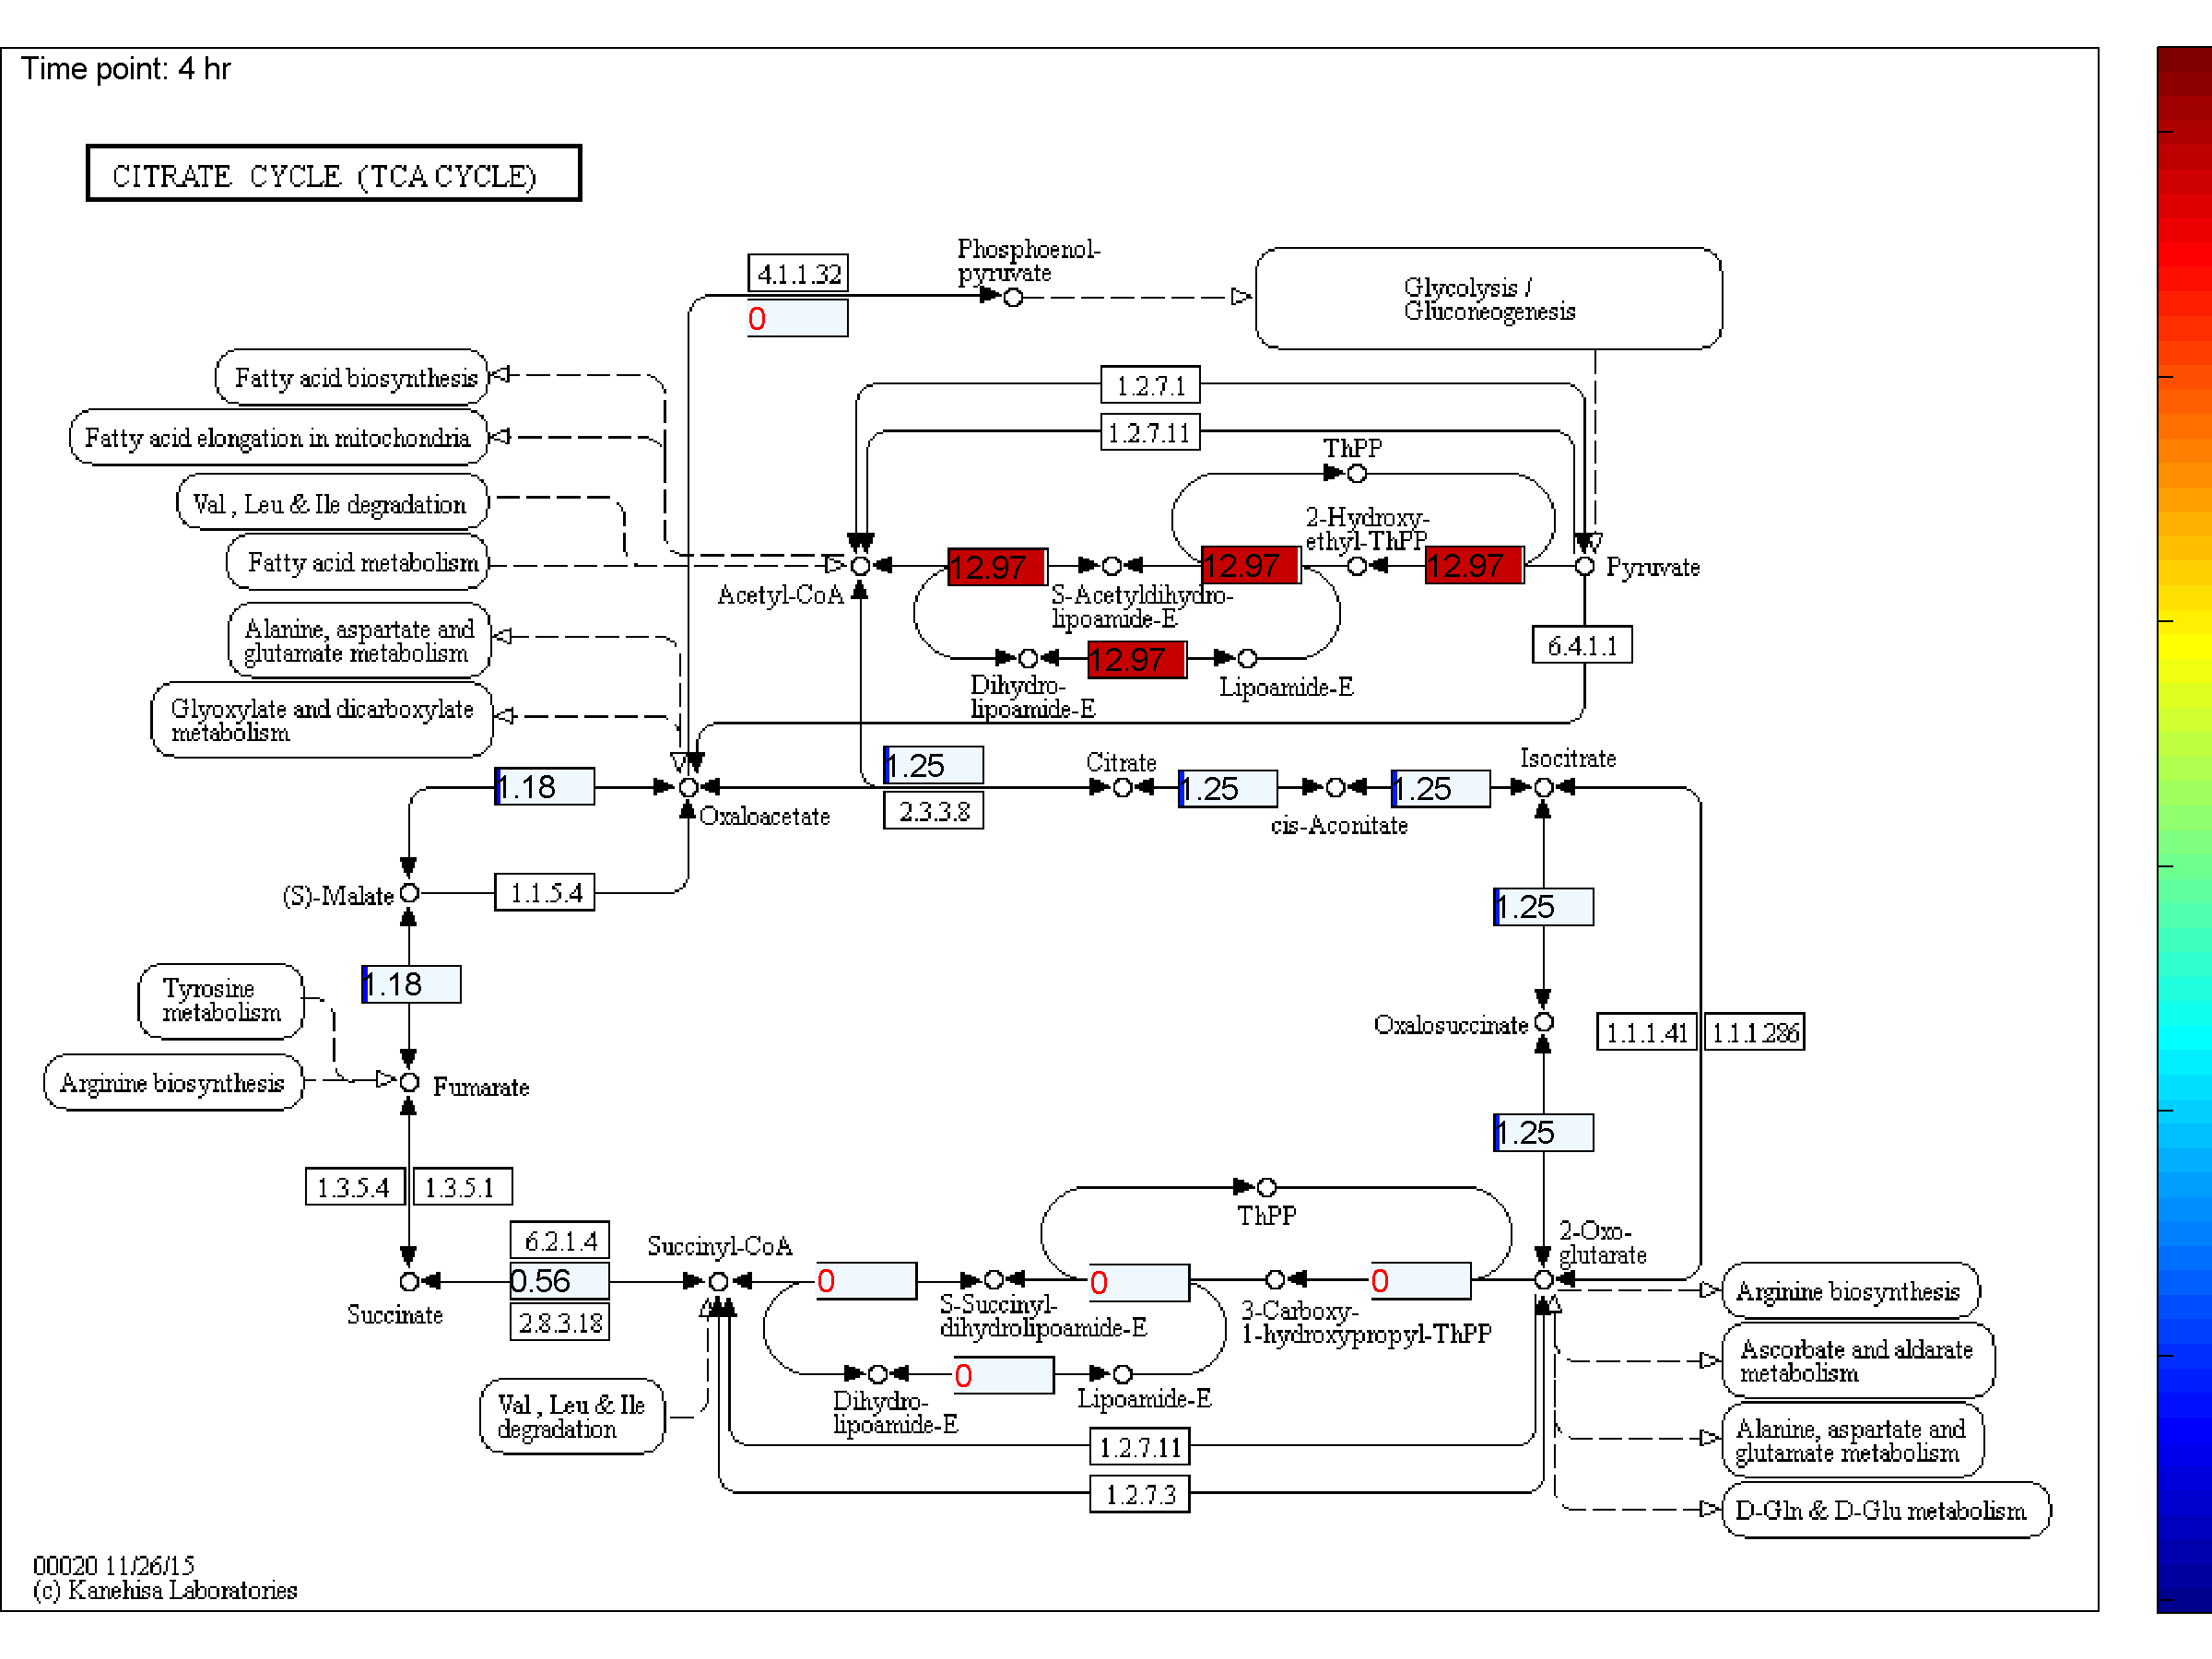 Time point: 4 hr
CITRATE CYCLE (TCA CYCLE)
Phosphoenol-
pyruvate
4.1.1.32
0
Glycolysis /
Gluconeogenesis
Fatty acid biosynthesis
1.2.7.1
Fatty acid elongation in mitochondria
1.2.7.11
ThPP
Val , Leu & Ile degradation
2-Hydroxy-
ethyl-ThPP
Fatty acid metabolism
12.97
12.97
12.97
Pyruvate
Acetyl-CoA
S-Acetyldihydro-
lipoamide-E
Alanine, aspartate and
glutamate metabolism
6.4.1.1
12.97
Dihydro-
lipoamide-E
Lipoamide-E
Glyoxylate and dicarboxylate
metabolism
1.25
Citrate
Isocitrate
1.18
1.25
1.25
Oxaloacetate
2.3.3.8
cis-Aconitate
(S)-Malate
1.1.5.4
1.25
Tyrosine
metabolism
1.18
Oxalosuccinate
1.1.1.41
1.1.1.286
Arginine biosynthesis
Fumarate
1.25
1.3.5.4
1.3.5.1
ThPP
6.2.1.4
Succinyl-CoA
2-Oxo-
glutarate
0.56
0
0
0
Succinate
2.8.3.18
S-Succinyl-
dihydrolipoamide-E
3-Carboxy-
1-hydroxypropyl-ThPP
Arginine biosynthesis
Ascorbate and aldarate
metabolism
0
Val , Leu & Ile
degradation
Dihydro-
lipoamide-E
Lipoamide-E
Alanine, aspartate and
glutamate metabolism
1.2.7.11
1.2.7.3
D-Gln & D-Glu metabolism
00020 11/26/15
(c) Kanehisa Laboratories